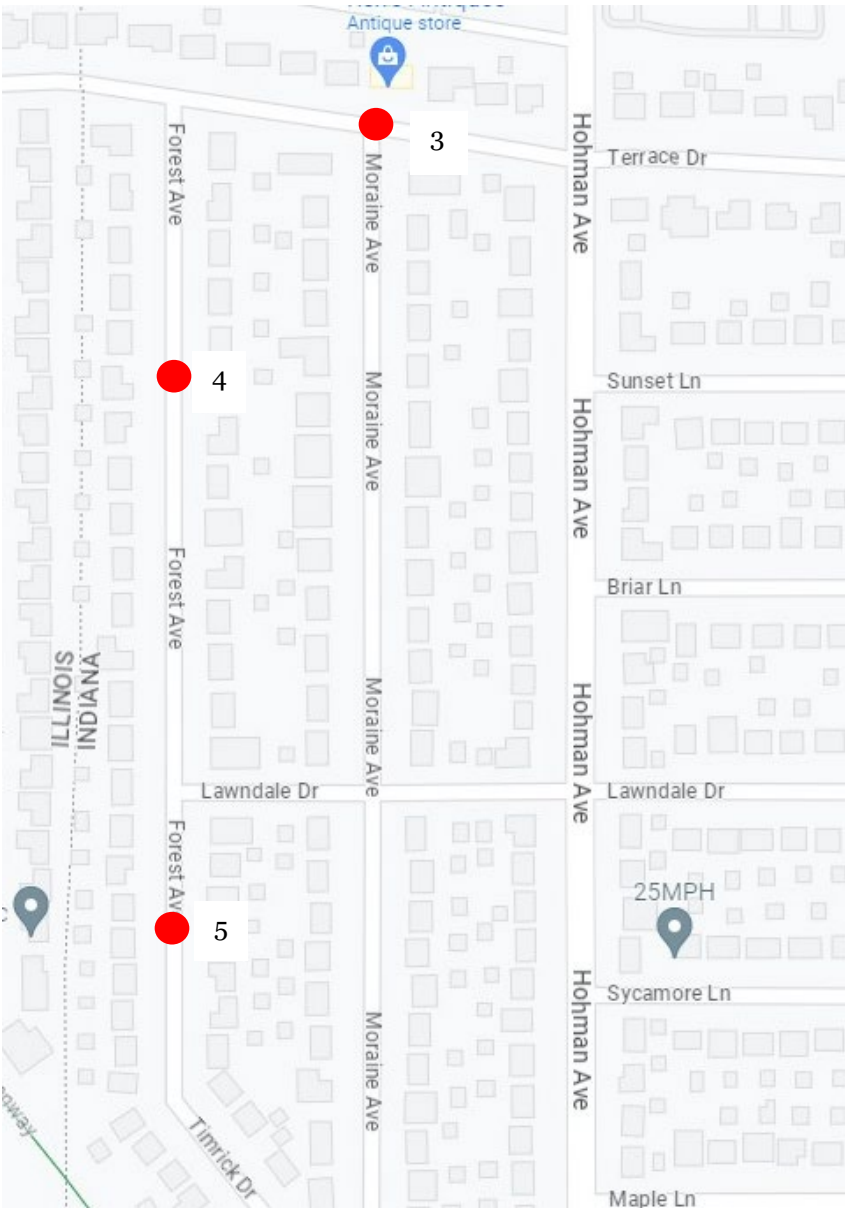 Antique store
3
Forest Ave
Moraine Ave
Hohman Ave
Terrace Dr
4
Sunset Ln
Moraine Ave
Hohman Ave
Forest Ave
Briar Ln
ILLINOIS
INDIANA
Moraine Ave
Hohman Ave
Lawndale Dr
Lawndale Dr
Forest Av
25MPH
5
Sycamore Ln
Hohman Ave
Moraine Ave
Timrick Dr
Maple Ln